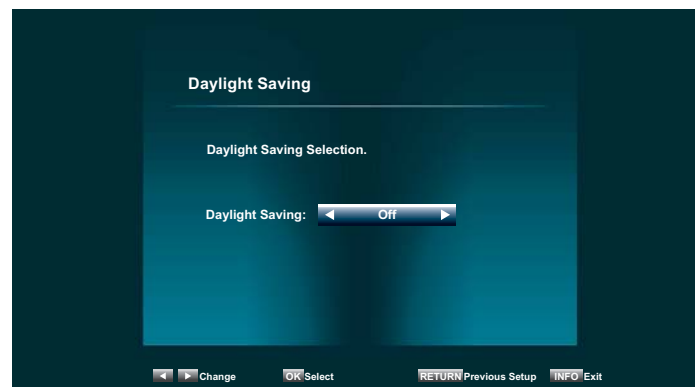 Daylight Saving
Daylight Saving Selection.
Daylight Saving: Off
Change OK Select RETURN Previous Setup INFO Exit